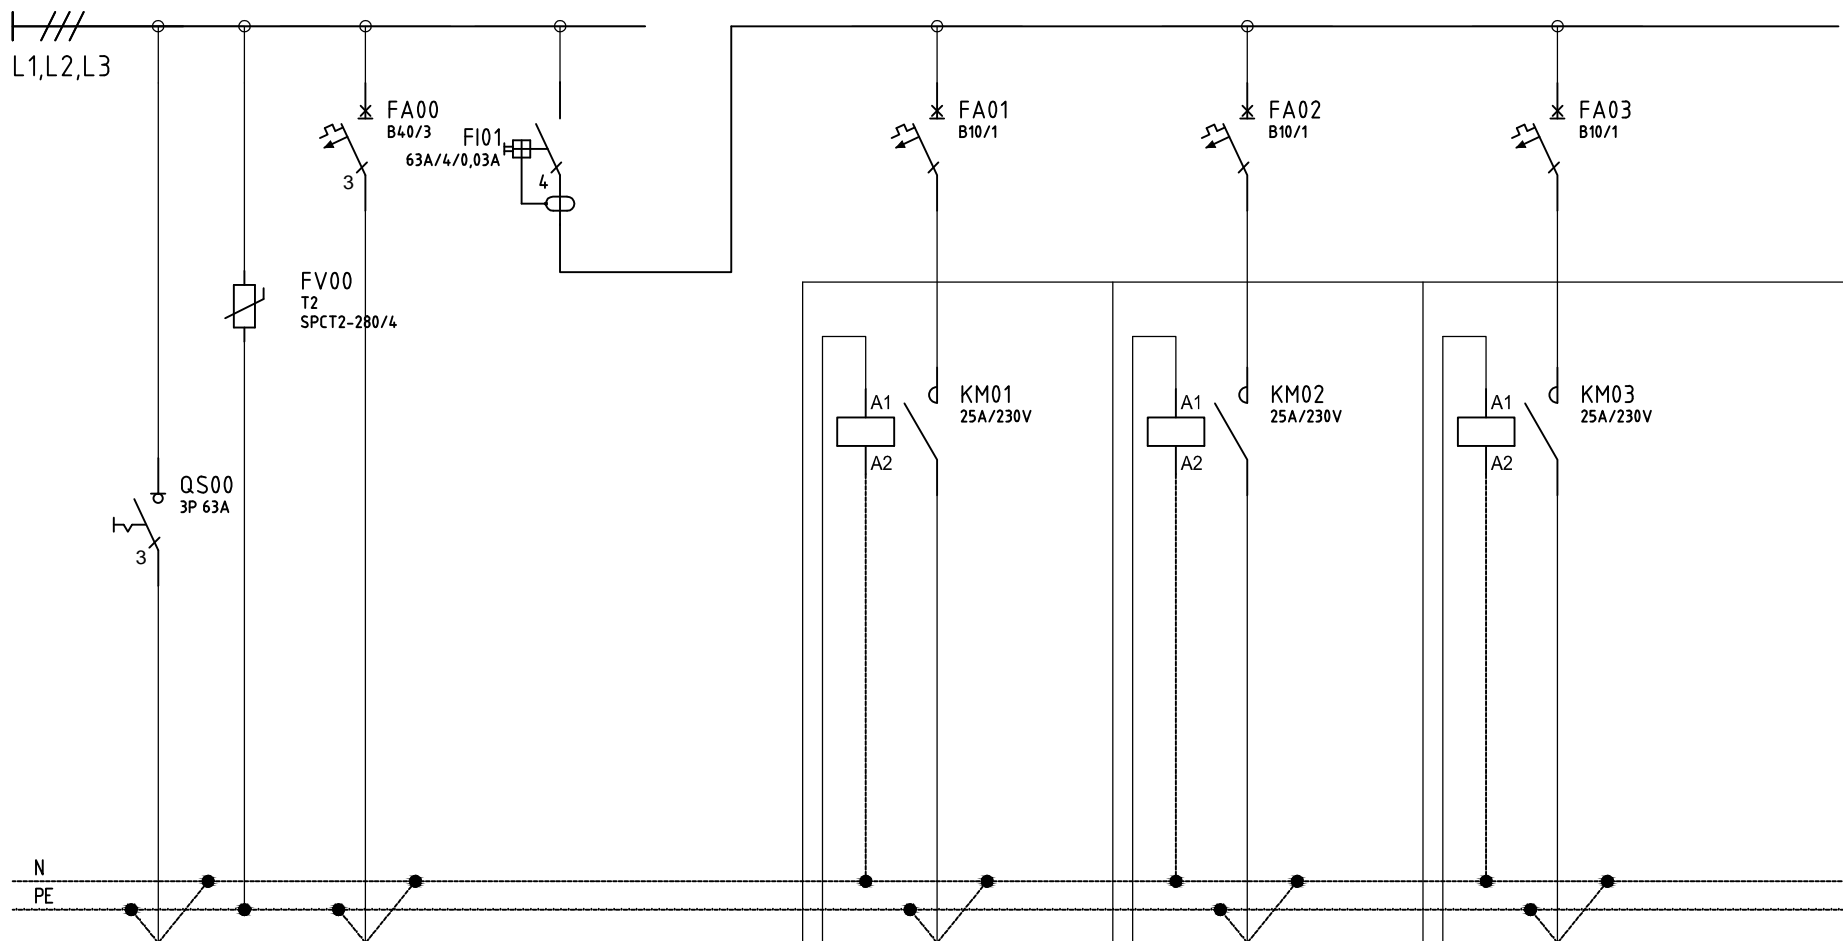 L1,L2,L3
FA00
B40/3
3
FI01
63A/4/0,03A
4
FA01
B10/1
FA02
B10/1
FA03
B10/1
FV00
T2
SPCT2-280/4
KM01
25A/230V
A1
A2
KM02
25A/230V
A1
A2
KM03
25A/230V
A1
A2
QS00
3P 63A
3
N
PE